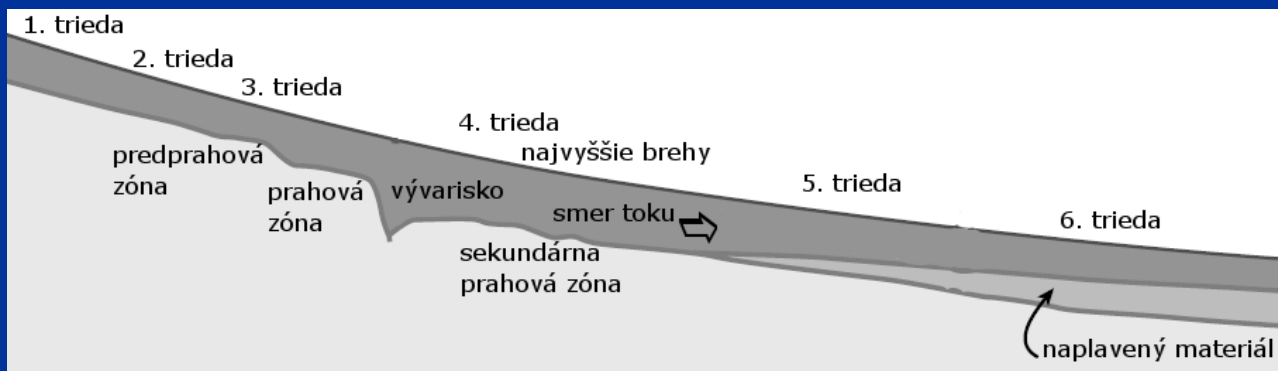 1. trieda
2. trieda
3. trieda
4. trieda
najvyššie brehy
5. trieda
6. trieda
predprahová
zóna
prahová
zóna
vývarisko
smer toku
sekundárna
prahová zóna
naplavený materiál